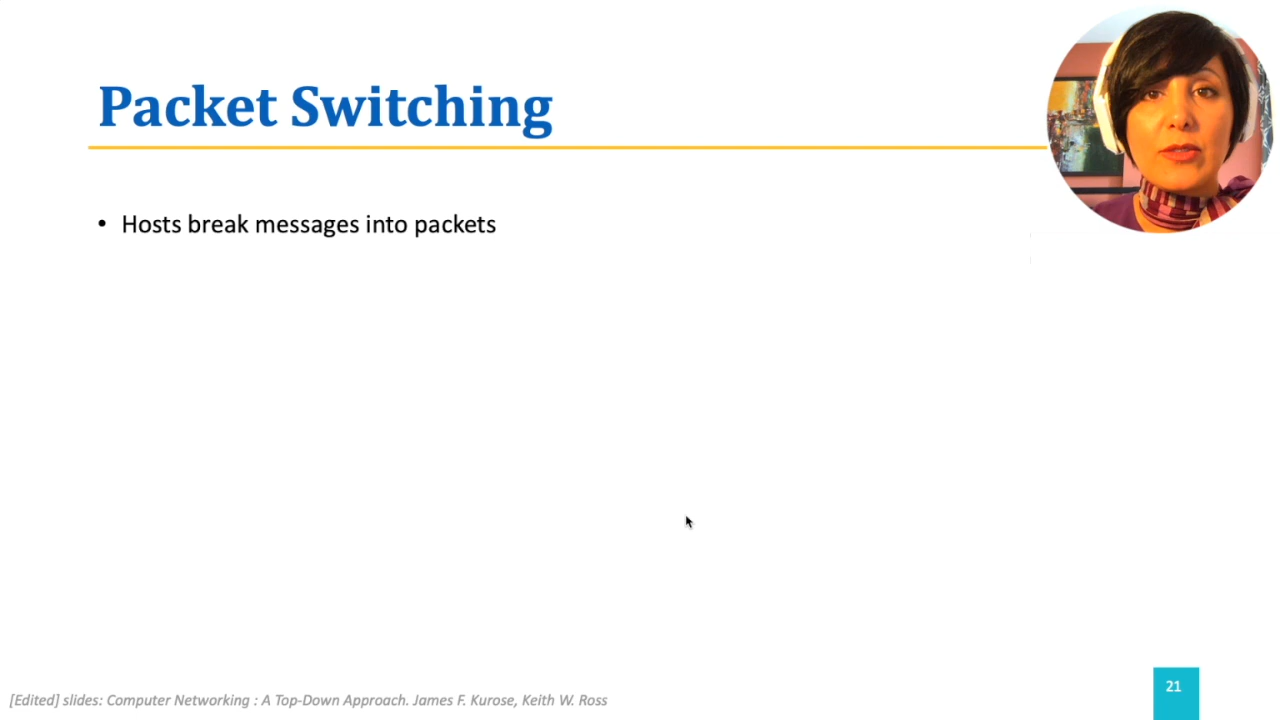 Packet Switching
• Hosts break messages into packets
[Edited] slides: Computer Networking : A Top-Down Approach. James F. Kurose, Keith W. Ross
21